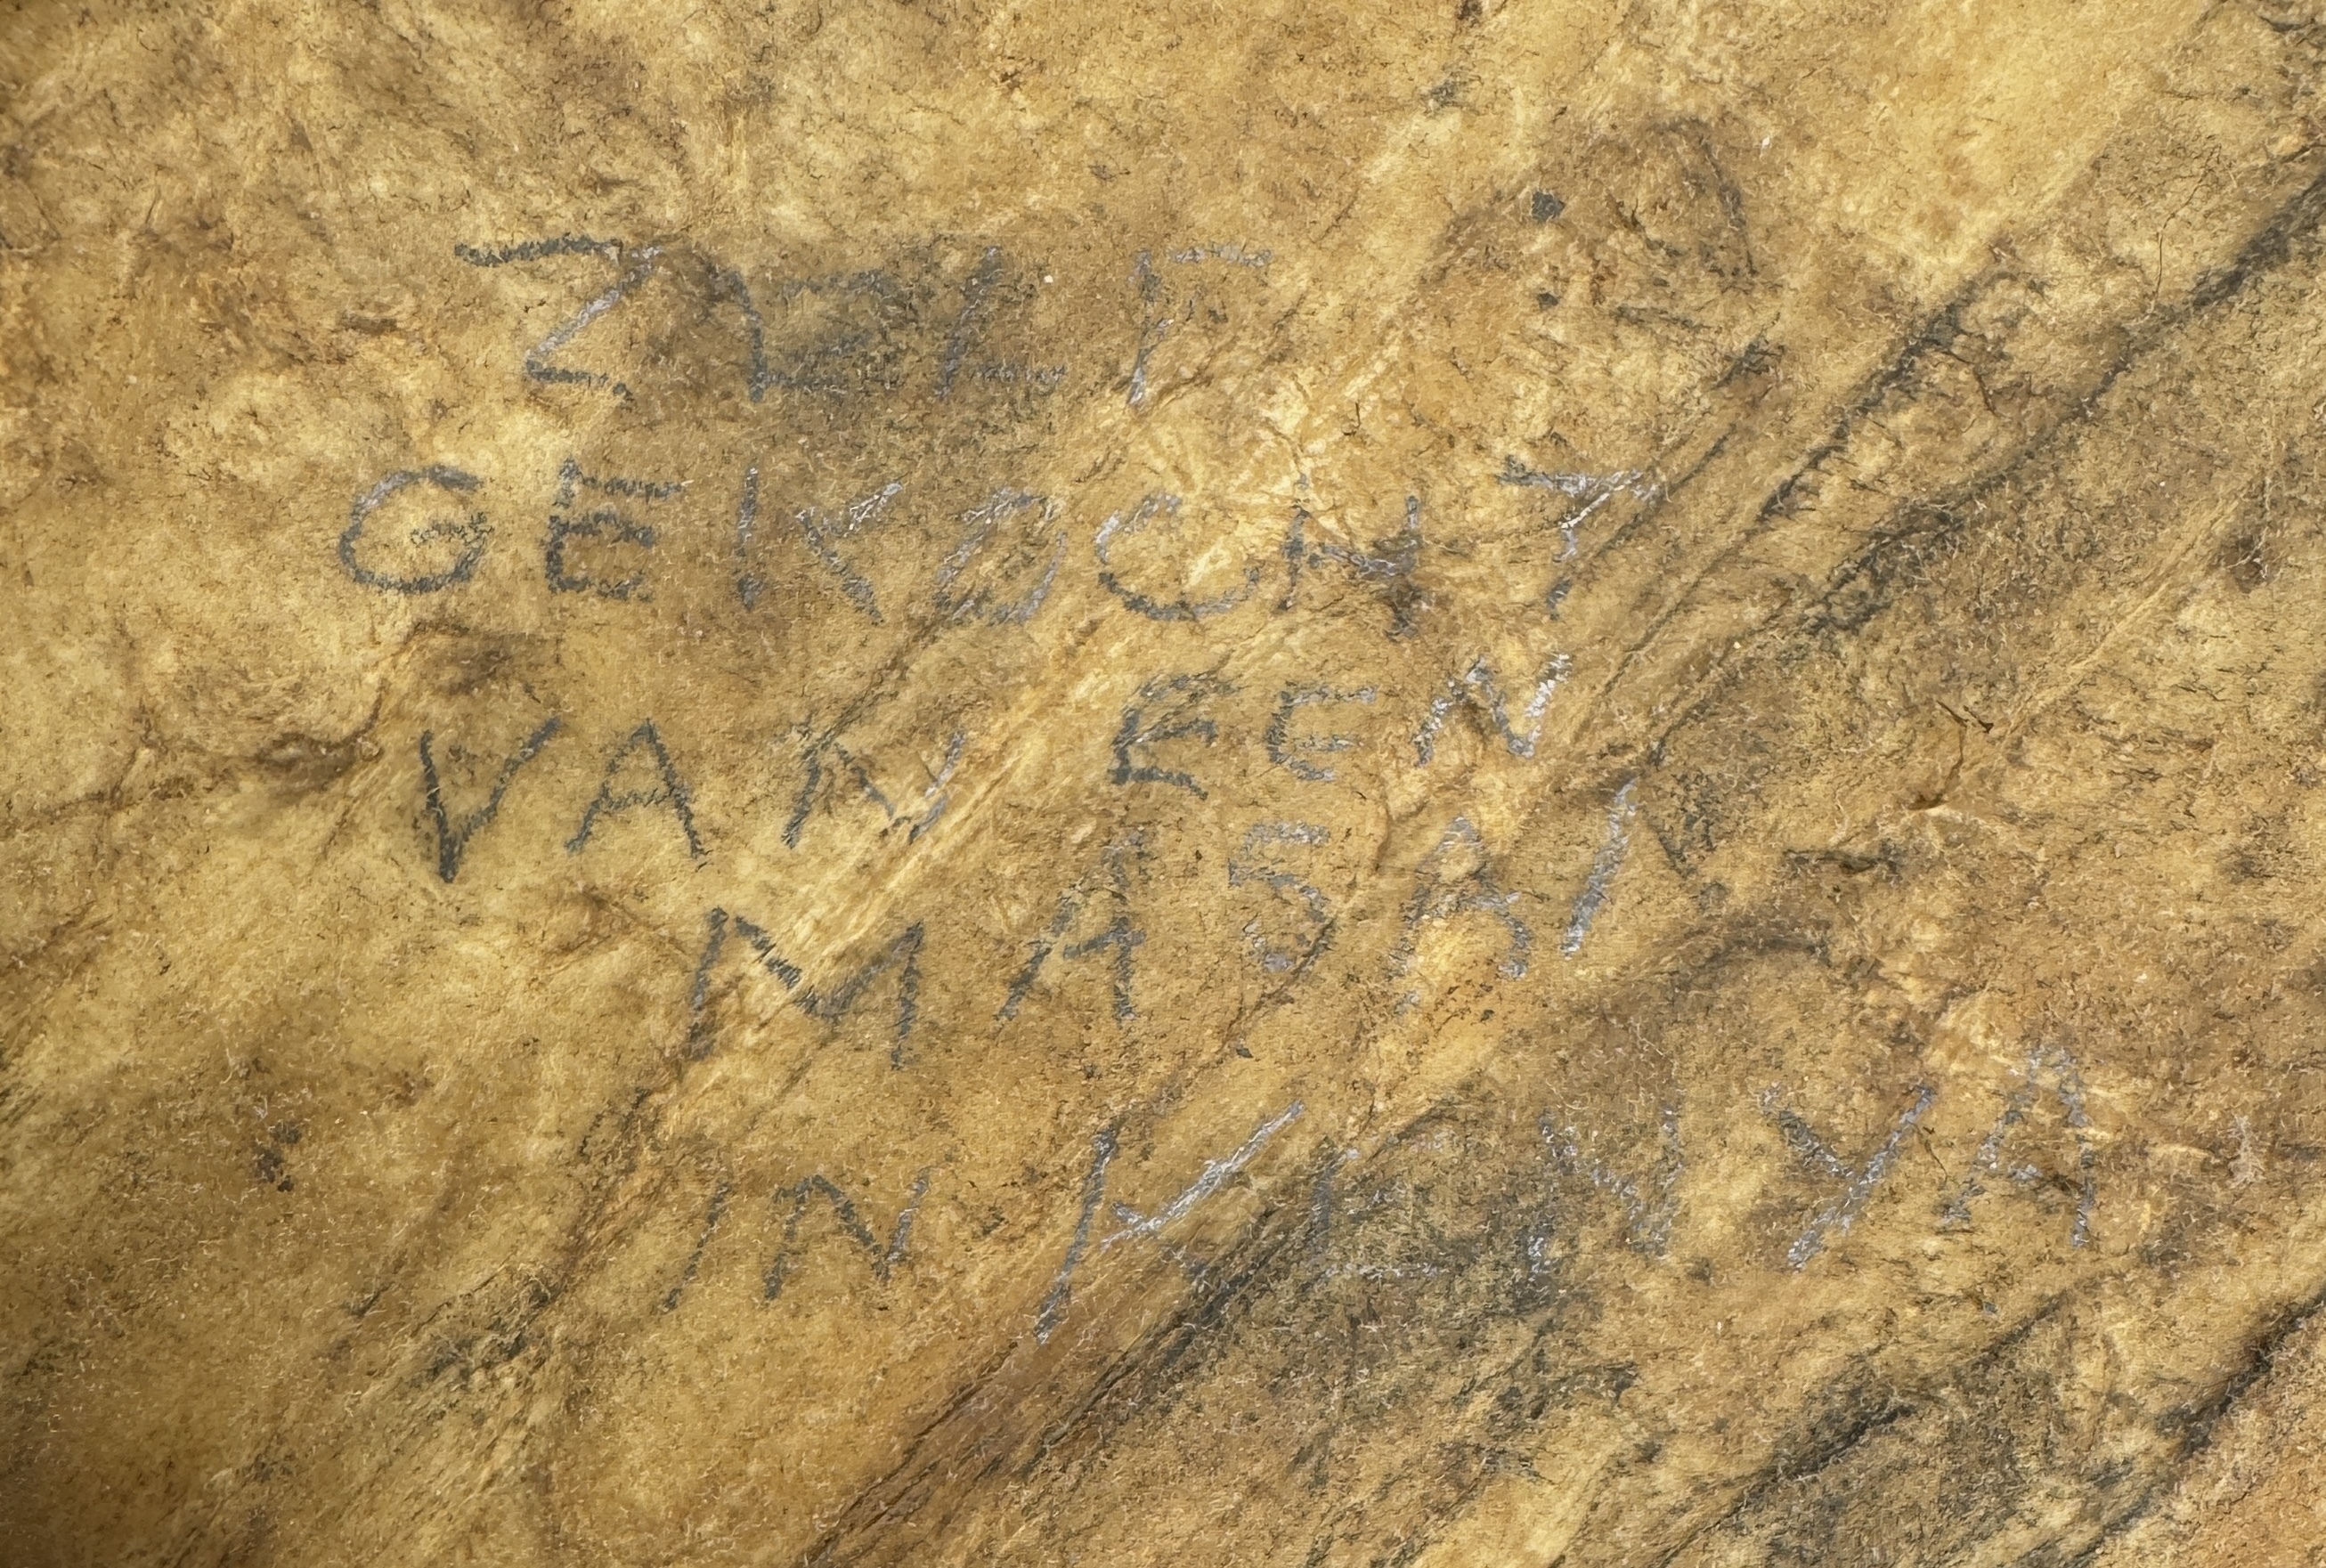 ZELF
GEKOCHT
VAN EEN
MASAI
IN KENYA